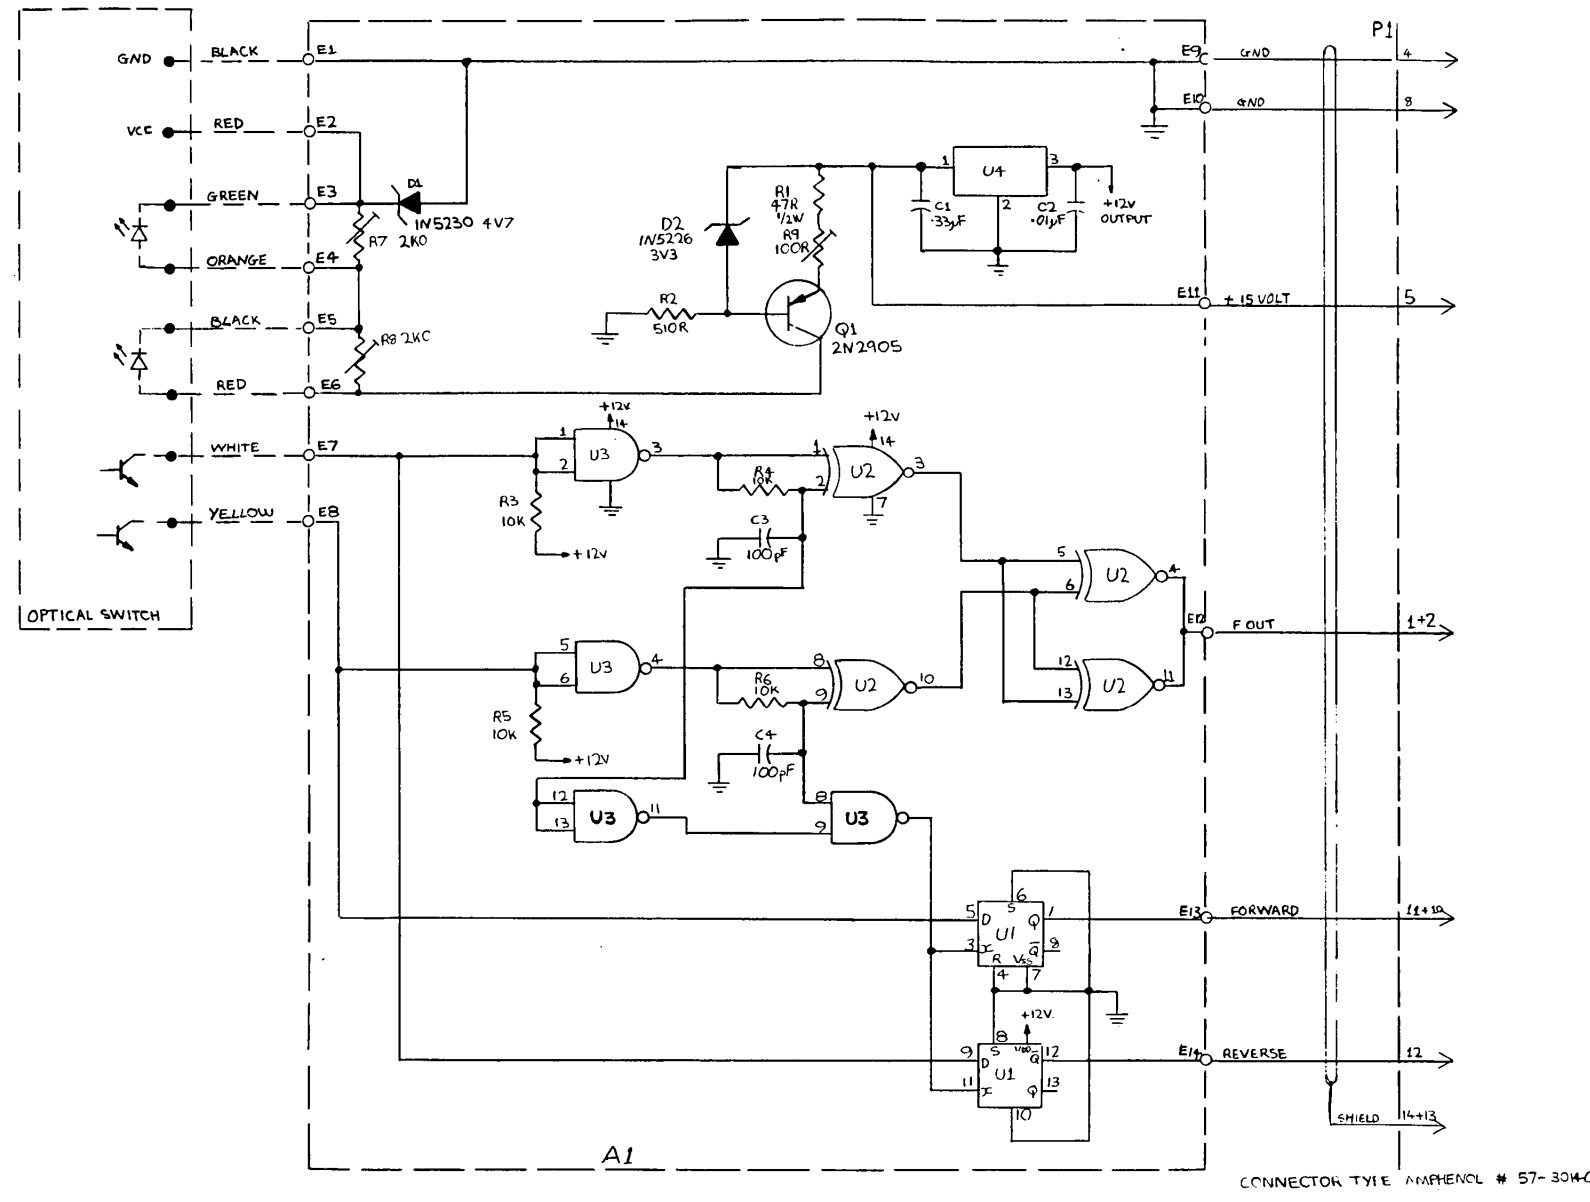 P1
GND BLACK E1 E9 GND 4
E10 GND 8
VCC RED E2
GREEN E3 D1
1N5230 4V7
R7 2K0
ORANGE E4
BLACK E5
R8
RED E6
D2
1N5226
3V3
R1
47R
1/2W
R9
100R
R2
510R
Q1
2N2905
1 U4 3
2
C1
.33µF
C2
.01µF
+12V
OUTPUT
E11 +15 VOLT 5
WHITE E7
+12V
14
1
2
U3
3
R3
10K
+12V
R4
10K
C3
100pF
+12V
14
1
2
U2
3
7
YELLOW E8
OPTICAL SWITCH
5
6
U2
4
12
13
U2
11
E12 F OUT 1+2
5
6
U3
4
R5
10K
+12V
R6
10K
C4
100pF
8
9
U2
10
12
13
U3
11
8
9
U3
6
S
5 D Q 1
U1
3 Q̅
R VSS
4 7
E13 FORWARD
+12V.
8
S Q̅
9 D 12
U1
11 Q 13
10
E14 REVERSE 12
SHIELD 14+13
A1
CONNECTOR TYPE AMPHENOL #